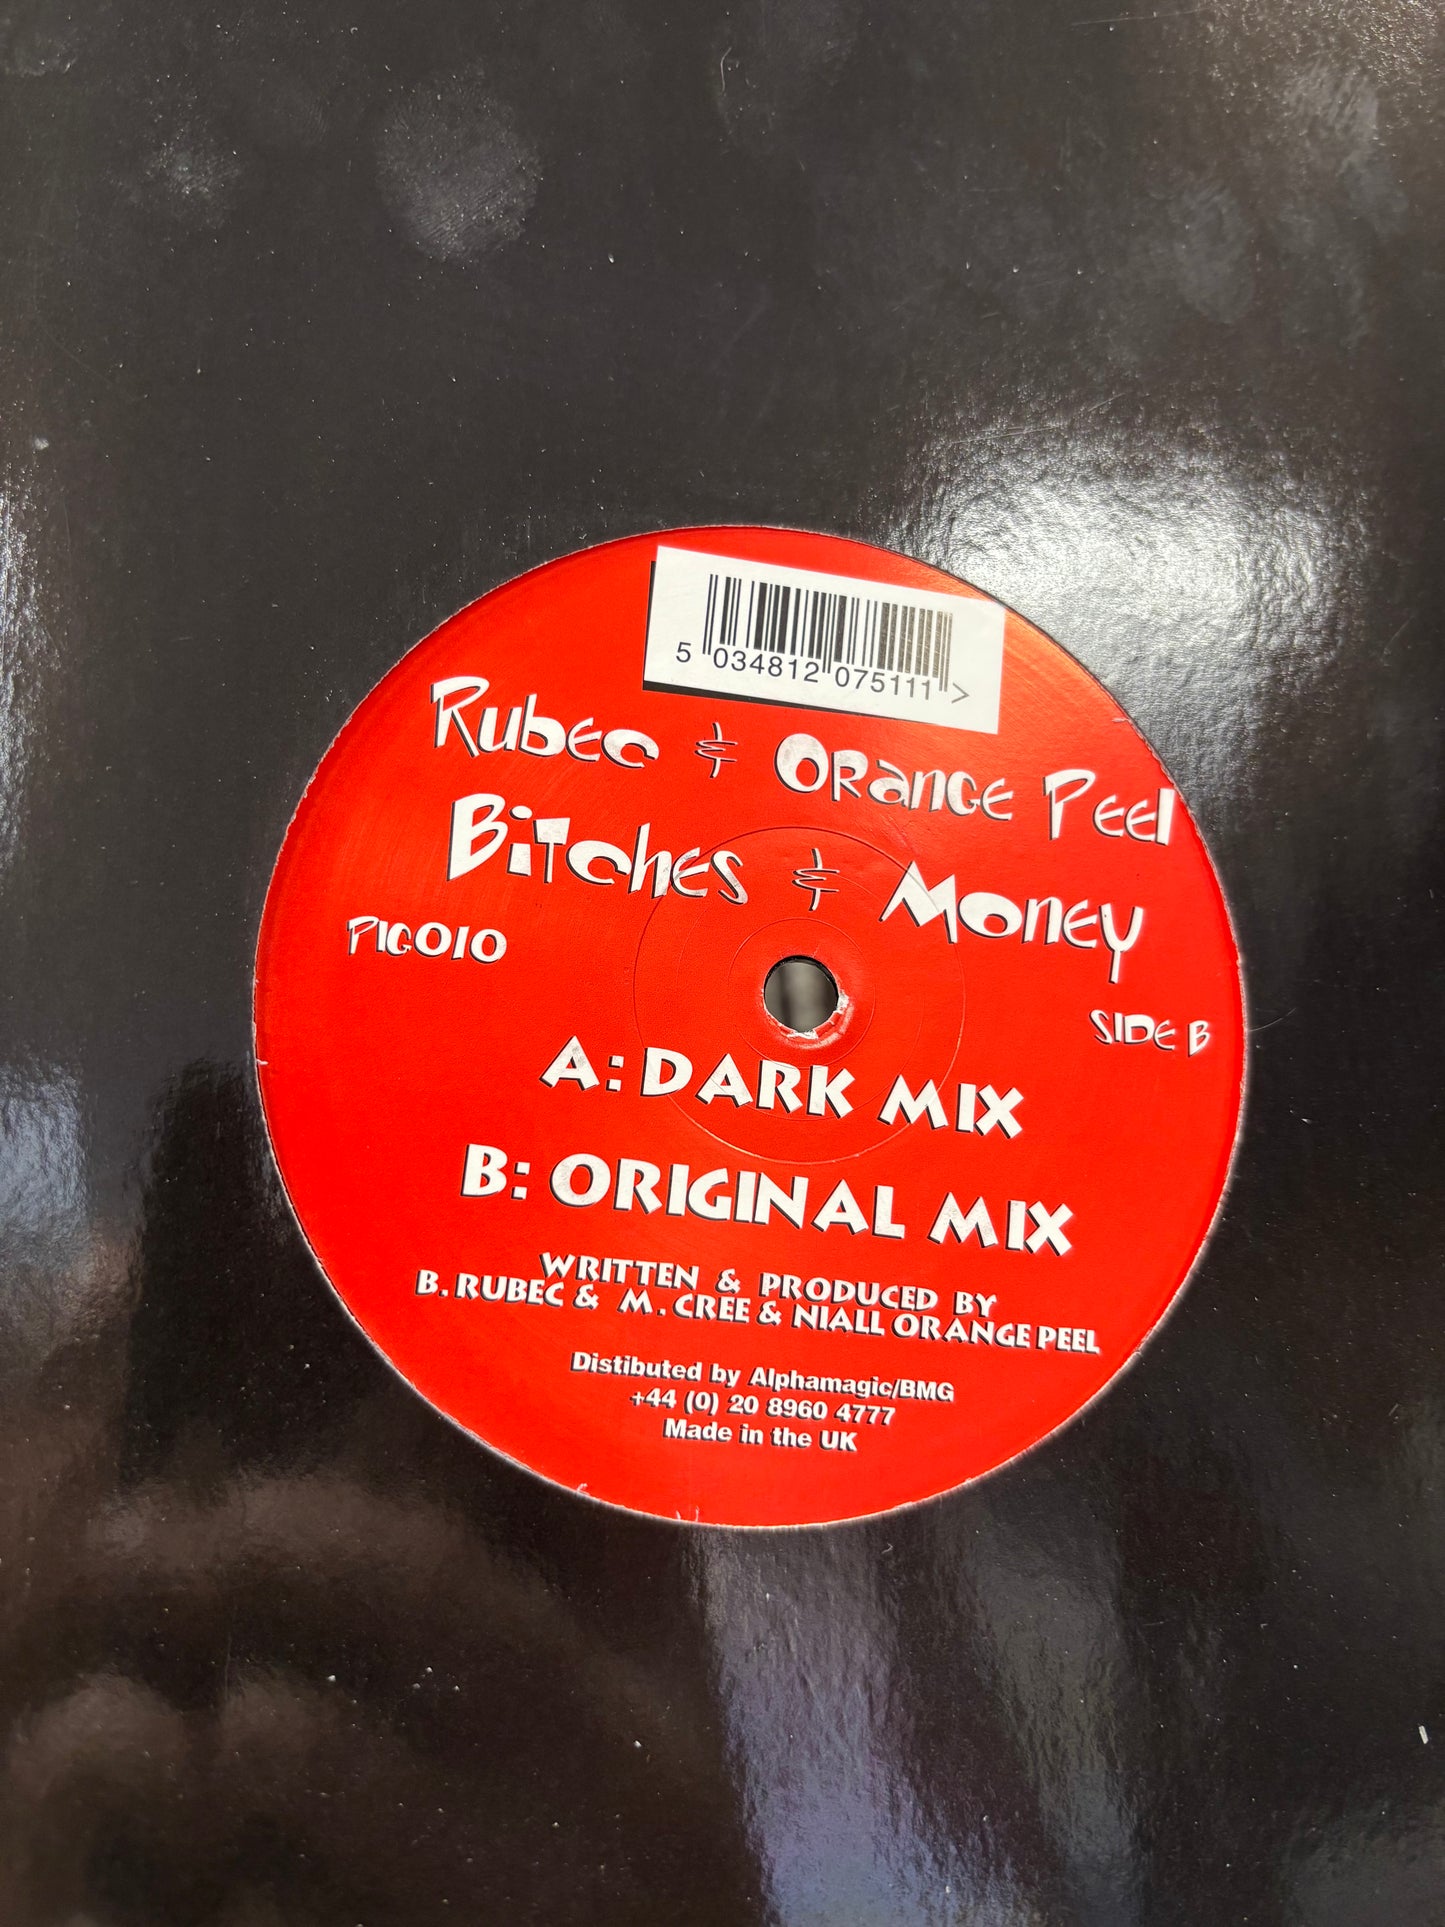 5 034812 075111 >
Rubec & Orange Peel
Bitches & Money
PIG010
SIDE B
A: DARK MIX
B: ORIGINAL MIX
WRITTEN & PRODUCED BY
B. RUBEC & M. CREE & NIALL ORANGE PEEL
Distibuted by Alphamagic/BMG
+44 (0) 20 8960 4777
Made in the UK